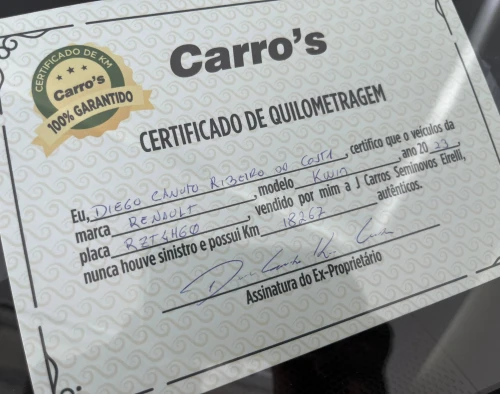 Carro's
CERTIFICADO DE KM
Carro's
100% GARANTIDO
CERTIFICADO DE QUILOMETRAGEM
Eu, DIEGO CANUTO RIBEIRO DA COSTA, certifico que o veículos da
marca RENAULT, modelo KWID, ano 20 23,
placa RZT4H60, vendido por mim a J Carros Seminovos Eirelli,
nunca houve sinistro e possui Km 18267 autênticos.
Assinatura do Ex-Proprietário